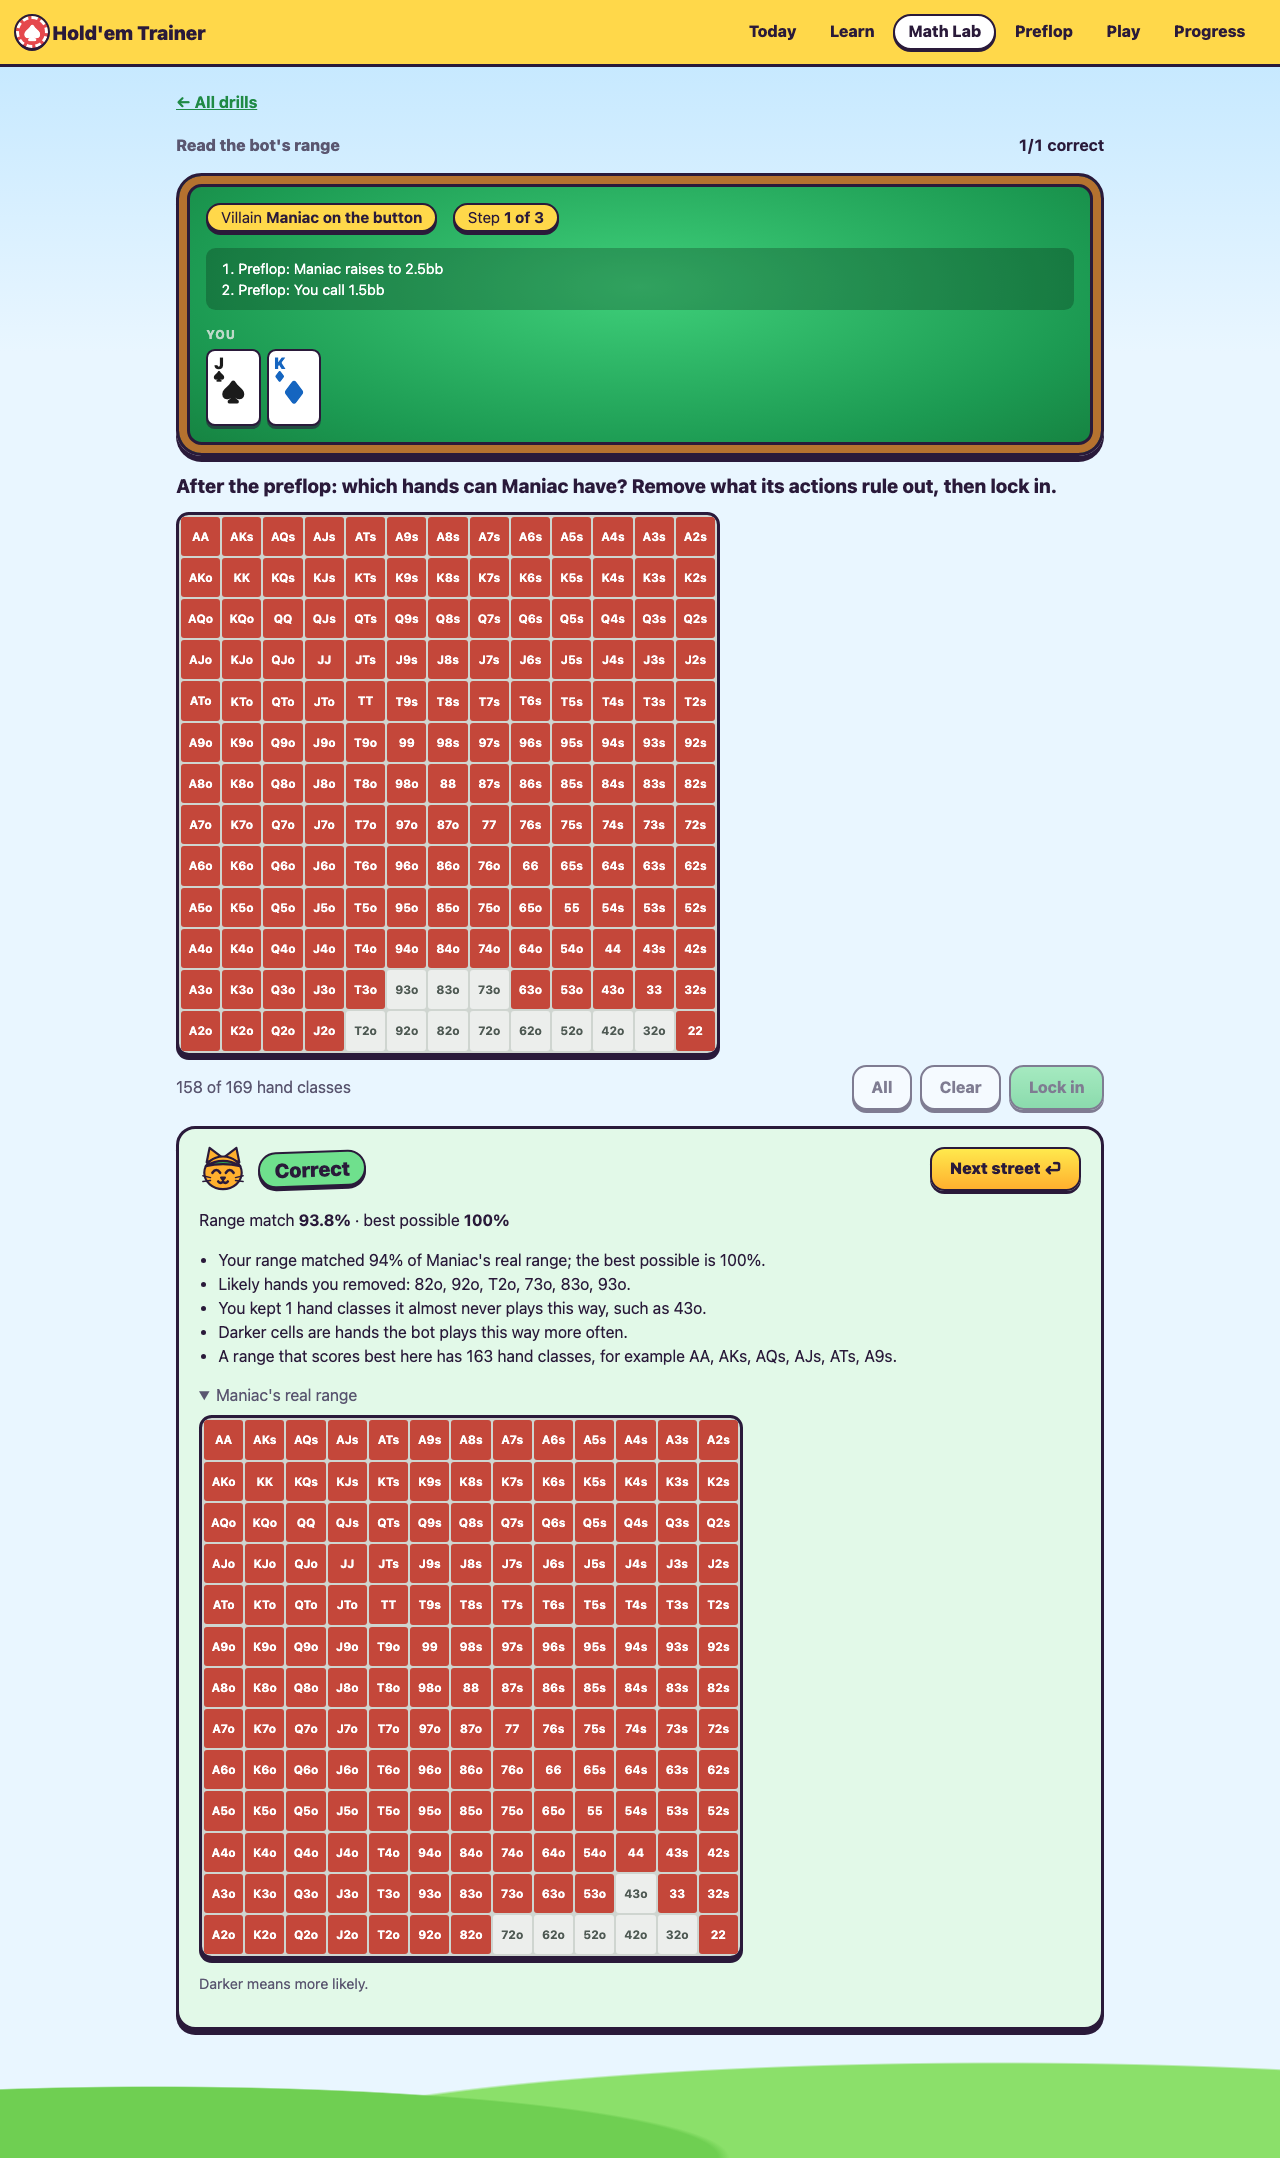 Hold'em Trainer
Today Learn Math Lab Preflop Play Progress
← All drills
Read the bot's range 1/1 correct
Villain Maniac on the button Step 1 of 3
1. Preflop: Maniac raises to 2.5bb
2. Preflop: You call 1.5bb
YOU
J K
After the preflop: which hands can Maniac have? Remove what its actions rule out, then lock in.
AA AKs AQs AJs ATs A9s A8s A7s A6s A5s A4s A3s A2s
AKo KK KQs KJs KTs K9s K8s K7s K6s K5s K4s K3s K2s
AQo KQo QQ QJs QTs Q9s Q8s Q7s Q6s Q5s Q4s Q3s Q2s
AJo KJo QJo JJ JTs J9s J8s J7s J6s J5s J4s J3s J2s
ATo KTo QTo JTo TT T9s T8s T7s T6s T5s T4s T3s T2s
A9o K9o Q9o J9o T9o 99 98s 97s 96s 95s 94s 93s 92s
A8o K8o Q8o J8o T8o 98o 88 87s 86s 85s 84s 83s 82s
A7o K7o Q7o J7o T7o 97o 87o 77 76s 75s 74s 73s 72s
A6o K6o Q6o J6o T6o 96o 86o 76o 66 65s 64s 63s 62s
A5o K5o Q5o J5o T5o 95o 85o 75o 65o 55 54s 53s 52s
A4o K4o Q4o J4o T4o 94o 84o 74o 64o 54o 44 43s 42s
A3o K3o Q3o J3o T3o 93o 83o 73o 63o 53o 43o 33 32s
A2o K2o Q2o J2o T2o 92o 82o 72o 62o 52o 42o 32o 22
158 of 169 hand classes All Clear Lock in
Correct Next street ↵
Range match 93.8% · best possible 100%
• Your range matched 94% of Maniac's real range; the best possible is 100%.
• Likely hands you removed: 82o, 92o, T2o, 73o, 83o, 93o.
• You kept 1 hand classes it almost never plays this way, such as 43o.
• Darker cells are hands the bot plays this way more often.
• A range that scores best here has 163 hand classes, for example AA, AKs, AQs, AJs, ATs, A9s.
▼ Maniac's real range
AA AKs AQs AJs ATs A9s A8s A7s A6s A5s A4s A3s A2s
AKo KK KQs KJs KTs K9s K8s K7s K6s K5s K4s K3s K2s
AQo KQo QQ QJs QTs Q9s Q8s Q7s Q6s Q5s Q4s Q3s Q2s
AJo KJo QJo JJ JTs J9s J8s J7s J6s J5s J4s J3s J2s
ATo KTo QTo JTo TT T9s T8s T7s T6s T5s T4s T3s T2s
A9o K9o Q9o J9o T9o 99 98s 97s 96s 95s 94s 93s 92s
A8o K8o Q8o J8o T8o 98o 88 87s 86s 85s 84s 83s 82s
A7o K7o Q7o J7o T7o 97o 87o 77 76s 75s 74s 73s 72s
A6o K6o Q6o J6o T6o 96o 86o 76o 66 65s 64s 63s 62s
A5o K5o Q5o J5o T5o 95o 85o 75o 65o 55 54s 53s 52s
A4o K4o Q4o J4o T4o 94o 84o 74o 64o 54o 44 43s 42s
A3o K3o Q3o J3o T3o 93o 83o 73o 63o 53o 43o 33 32s
A2o K2o Q2o J2o T2o 92o 82o 72o 62o 52o 42o 32o 22
Darker means more likely.